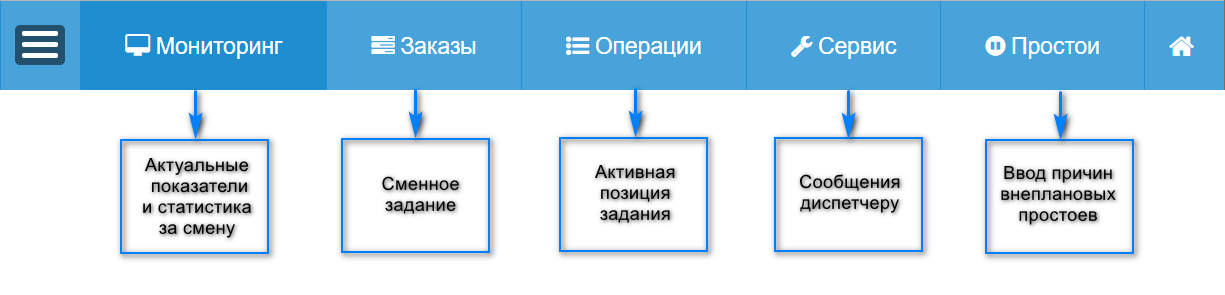 Мониторинг
Заказы
Операции
Сервис
Простои
Актуальные
показатели
и статистика
за смену
Сменное
задание
Активная
позиция
задания
Сообщения
диспетчеру
Ввод причин
внеплановых
простоев